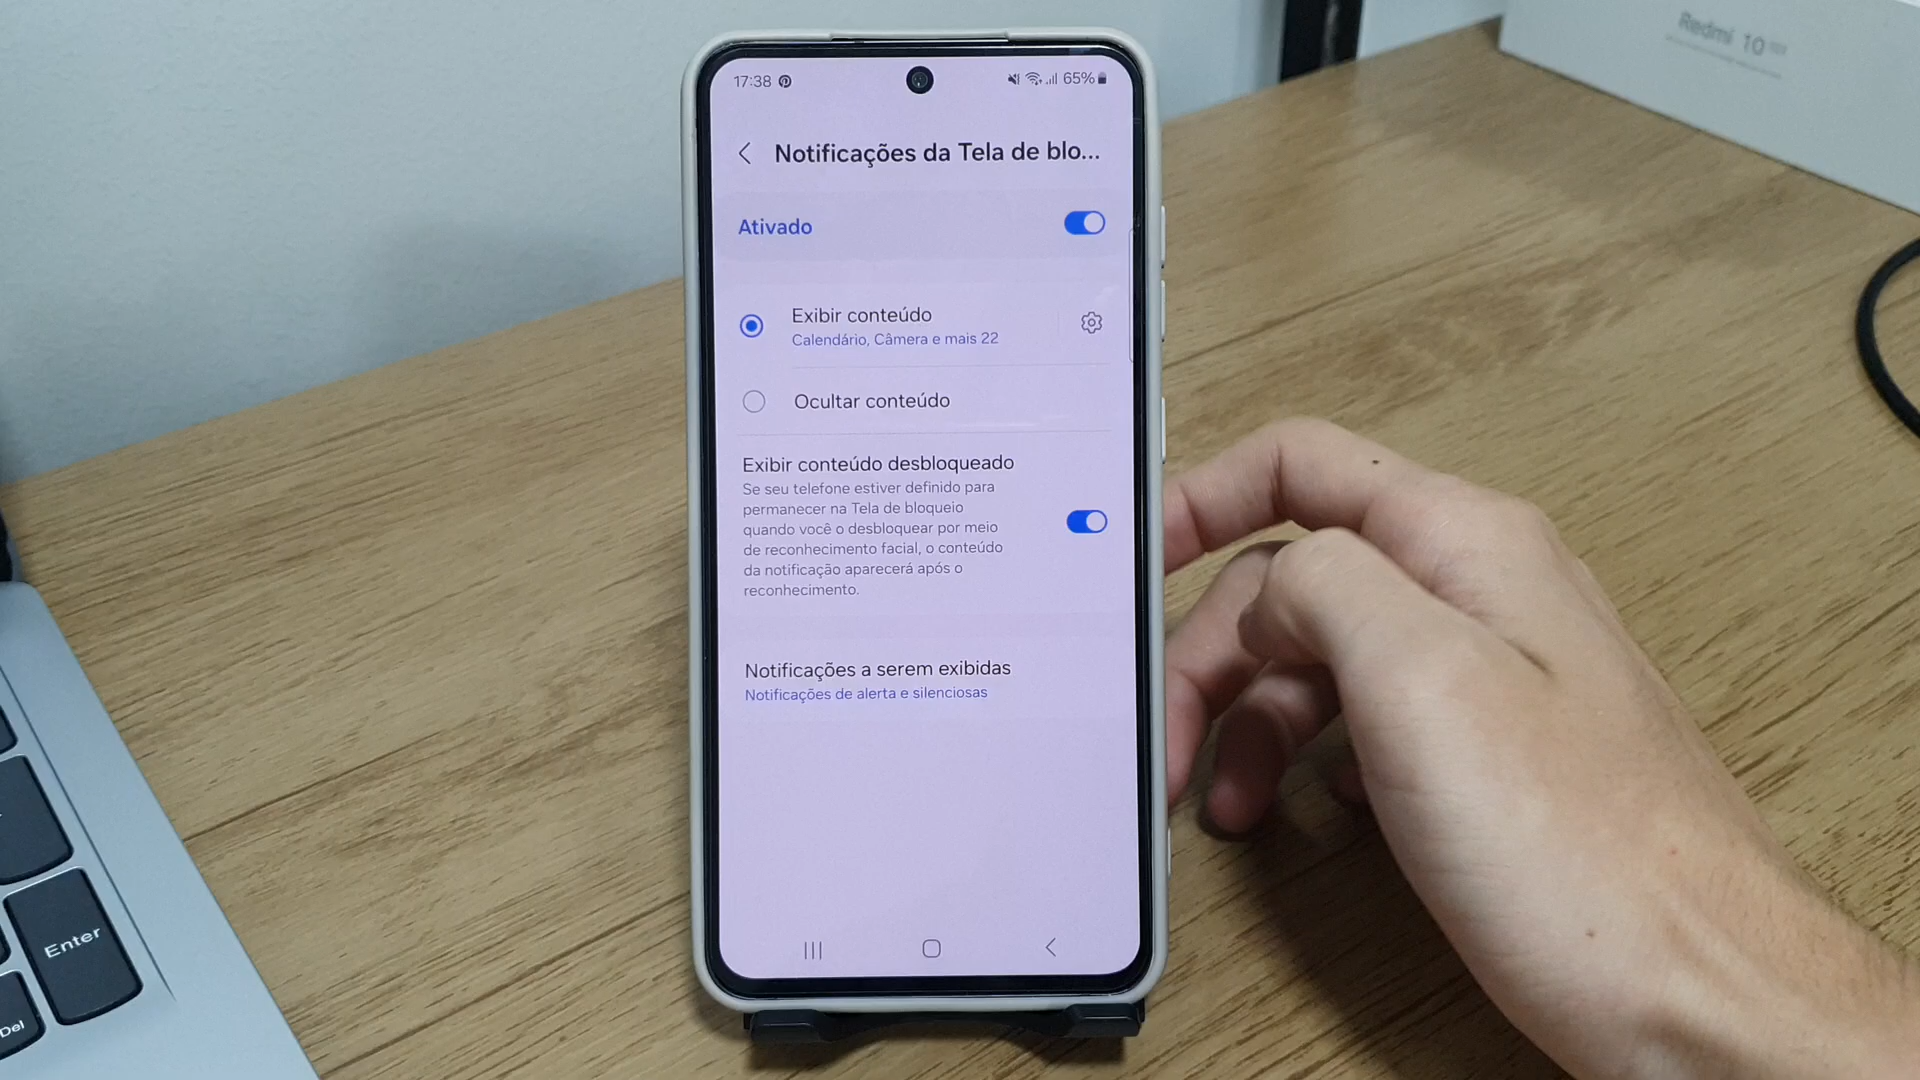 Redmi 10
17:38
65%
Notificações da Tela de blo...
Ativado
Exibir conteúdo
Calendário, Câmera e mais 22
Ocultar conteúdo
Exibir conteúdo desbloqueado
Se seu telefone estiver definido para
permanecer na Tela de bloqueio
quando você o desbloquear por meio
de reconhecimento facial, o conteúdo
da notificação aparecerá após o
reconhecimento.
Notificações a serem exibidas
Notificações de alerta e silenciosas
Enter
Del